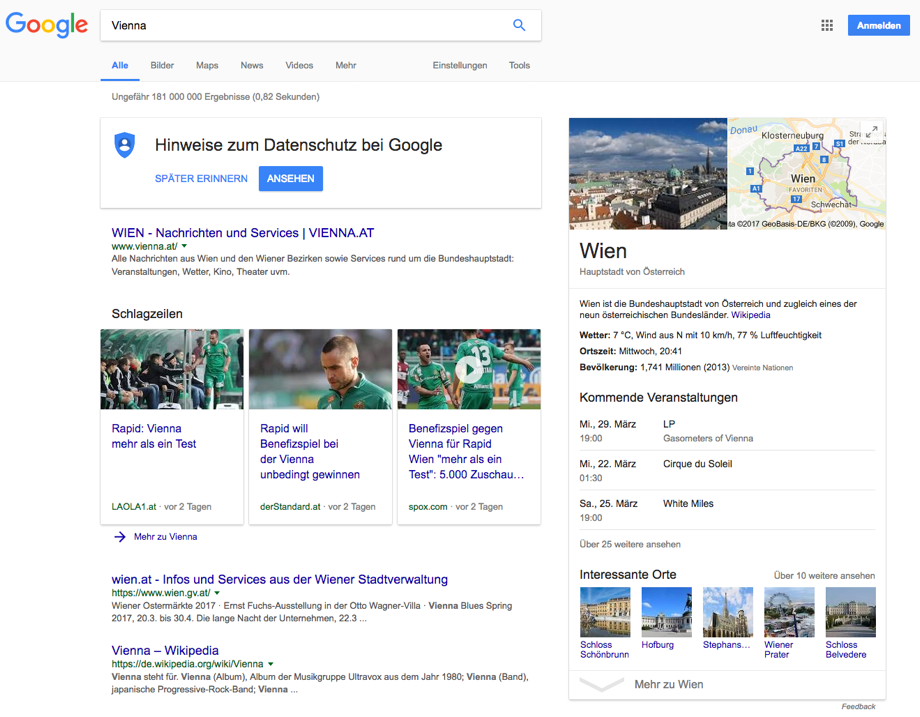 Google
Vienna
Anmelden
Alle Bilder Maps News Videos Mehr Einstellungen Tools
Ungefähr 181 000 000 Ergebnisse (0,82 Sekunden)
Hinweise zum Datenschutz bei Google
SPÄTER ERINNERN ANSEHEN
WIEN - Nachrichten und Services | VIENNA.AT
www.vienna.at/
Alle Nachrichten aus Wien und den Wiener Bezirken sowie Services rund um die Bundeshauptstadt:
Veranstaltungen, Wetter, Kino, Theater uvm.
Schlagzeilen
Rapid: Vienna
mehr als ein Test
LAOLA1.at · vor 2 Tagen
Rapid will
Benefizspiel bei
der Vienna
unbedingt gewinnen
derStandard.at · vor 2 Tagen
13
Benefizspiel gegen
Vienna für Rapid
Wien "mehr als ein
Test": 5.000 Zuschau…
spox.com · vor 2 Tagen
Mehr zu Vienna
wien.at - Infos und Services aus der Wiener Stadtverwaltung
https://www.wien.gv.at/
Wiener Ostermärkte 2017 · Ernst Fuchs-Ausstellung in der Otto Wagner-Villa · Vienna Blues Spring
2017, 20.3. bis 30.4. Die lange Nacht der Unternehmen, 22.3 ...
Vienna – Wikipedia
https://de.wikipedia.org/wiki/Vienna
Vienna steht für. Vienna (Album), Album der Musikgruppe Ultravox aus dem Jahr 1980; Vienna (Band),
japanische Progressive-Rock-Band; Vienna ...
Donau
Klosterneuburg
A22 7 S1
8
1
Wien
FAVORITEN
A1
17
Schwechat
ta ©2017 GeoBasis-DE/BKG (©2009), Google
Wien
Hauptstadt von Österreich
Wien ist die Bundeshauptstadt von Österreich und zugleich eines der
neun österreichischen Bundesländer. Wikipedia
Wetter: 7 °C, Wind aus N mit 10 km/h, 77 % Luftfeuchtigkeit
Ortszeit: Mittwoch, 20:41
Bevölkerung: 1,741 Millionen (2013) Vereinte Nationen
Kommende Veranstaltungen
Mi., 29. März LP
19:00 Gasometers of Vienna
Mi., 22. März Cirque du Soleil
01:30
Sa., 25. März White Miles
19:00
Über 25 weitere ansehen
Interessante Orte Über 10 weitere ansehen
Schloss
Schönbrunn
Hofburg
Stephans...
Wiener
Prater
Schloss
Belvedere
Mehr zu Wien
Feedback